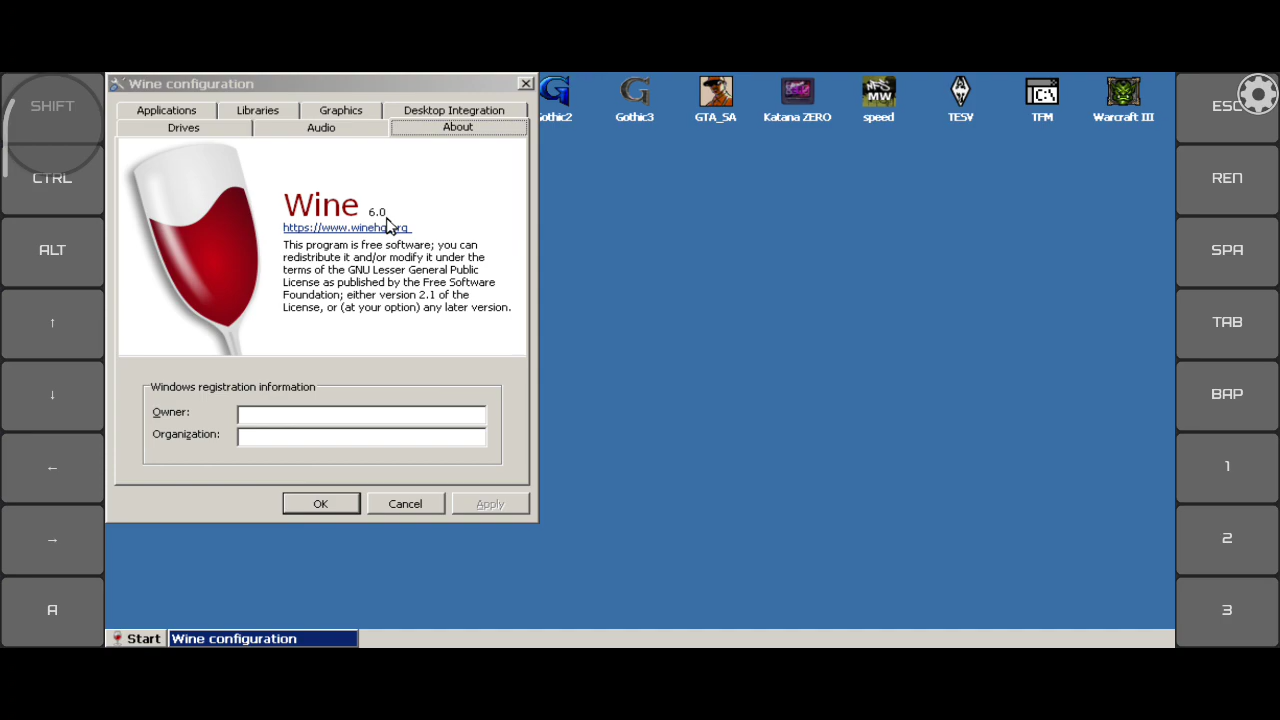 SHIFT
CTRL
ALT
↑
↓
←
→
A
Wine configuration
Applications
Libraries
Graphics
Desktop Integration
Drives
Audio
About
Wine 6.0
https://www.winehq.org
This program is free software; you can
redistribute it and/or modify it under the
terms of the GNU Lesser General Public
License as published by the Free Software
Foundation; either version 2.1 of the
License, or (at your option) any later version.
Windows registration information
Owner:
Organization:
OK
Cancel
Apply
Gothic2
Gothic3
GTA_SA
Katana ZERO
speed
TESV
TFM
Warcraft III
NFS
MW
C:\
Start
Wine configuration
ESC
REN
SPA
TAB
BAP
1
2
3